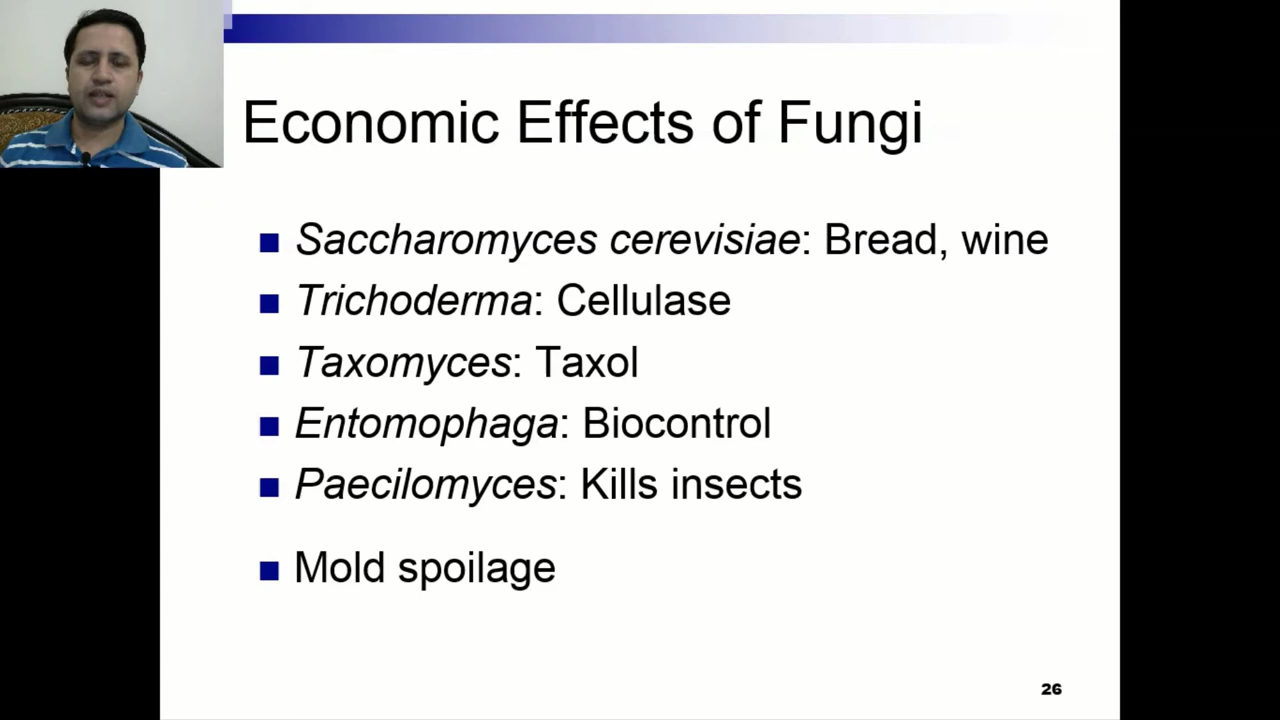 Economic Effects of Fungi
Saccharomyces cerevisiae: Bread, wine
Trichoderma: Cellulase
Taxomyces: Taxol
Entomophaga: Biocontrol
Paecilomyces: Kills insects
Mold spoilage
26